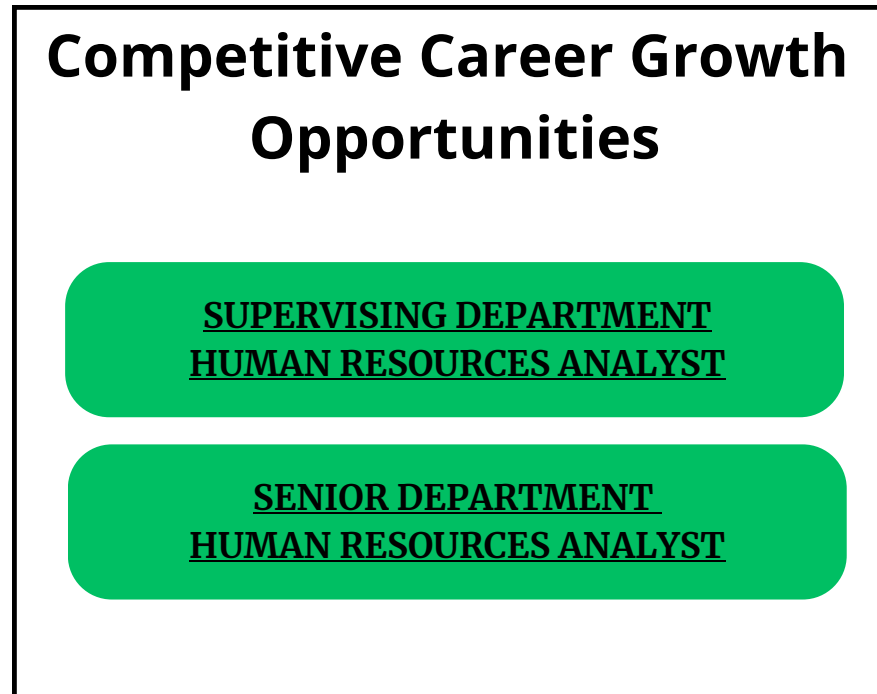 Competitive Career Growth
Opportunities
SUPERVISING DEPARTMENT
HUMAN RESOURCES ANALYST
SENIOR DEPARTMENT
HUMAN RESOURCES ANALYST